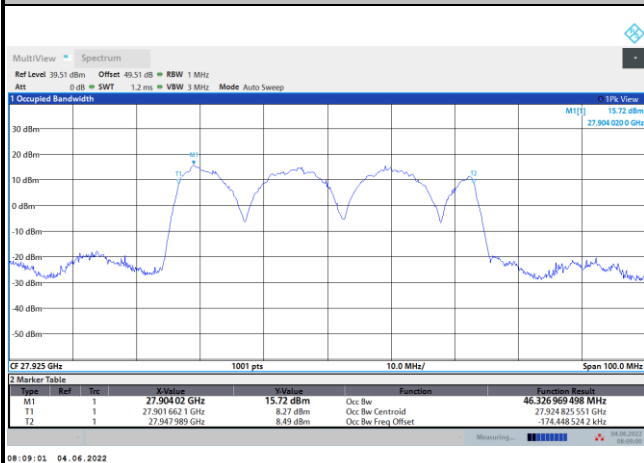 MultiView Spectrum
Ref Level 39.51 dBm Offset 49.51 dB RBW 1 MHz
Att 0 dB SWT 1.2 ms VBW 3 MHz Mode Auto Sweep
1 Occupied Bandwidth 1Pk View
M1[1] 15.72 dBm
27.904 020 0 GHz
30 dBm
20 dBm
M1
T1
T2
10 dBm
0 dBm
-10 dBm
-20 dBm
-30 dBm
-40 dBm
-50 dBm
CF 27.925 GHz 1001 pts 10.0 MHz/ Span 100.0 MHz
2 Marker Table
Type Ref Trc X-Value Y-Value Function Function Result
M1 1 27.904 02 GHz 15.72 dBm Occ Bw 46.326 969 498 MHz
T1 1 27.901 662 1 GHz 8.27 dBm Occ Bw Centroid 27.924 825 551 GHz
T2 1 27.947 989 GHz 8.49 dBm Occ Bw Freq Offset -174.448 524 2 kHz
Measuring... 04.06.2022
08:09:00
08:09:01 04.06.2022